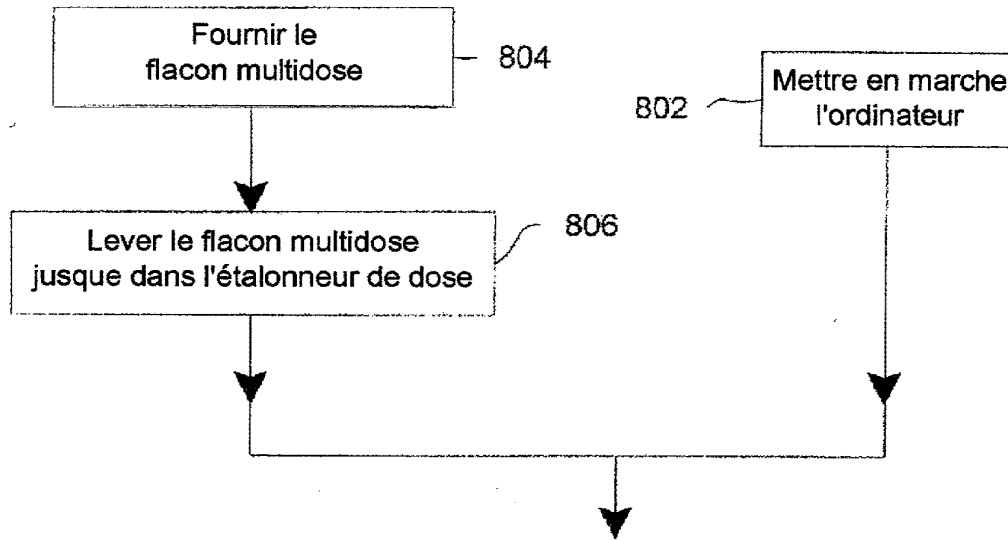 Fournir le
flacon multidose
804
802
Mettre en marche
l'ordinateur
Lever le flacon multidose
jusque dans l'étalonneur de dose
806